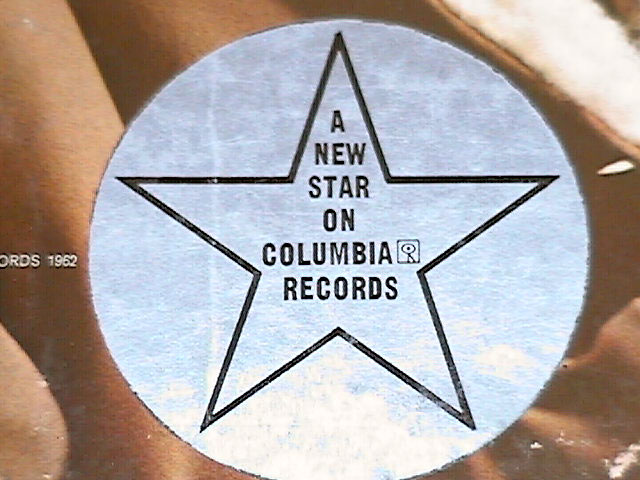 A
NEW
STAR
ON
COLUMBIA
RECORDS
1962